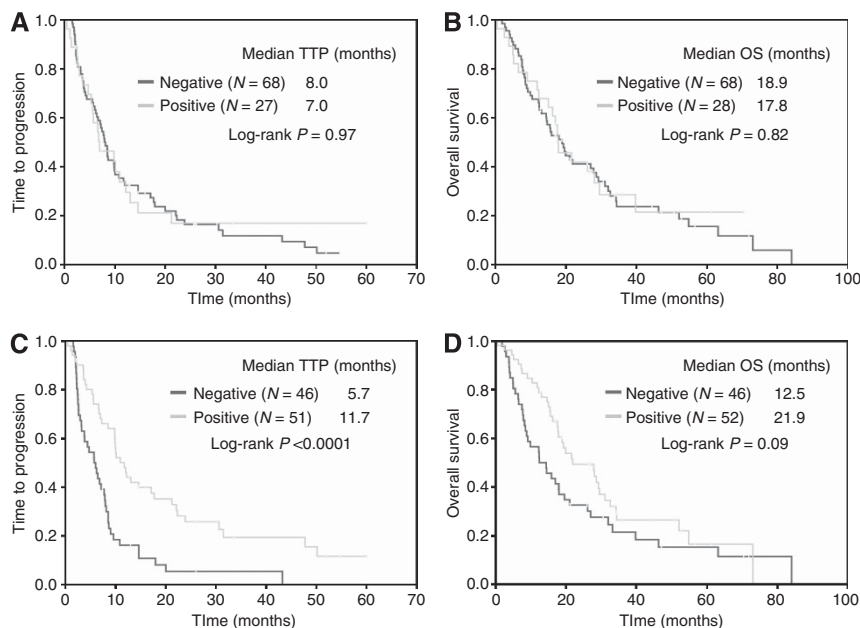 A
Time to progression
1.0
0.8
0.6
0.4
0.2
0.0
Median TTP (months)
Negative (N = 68) 8.0
Positive (N = 27) 7.0
Log-rank P = 0.97
0 10 20 30 40 50 60 70
TIme (months)
B
Overall survival
1.0
0.8
0.6
0.4
0.2
0.0
Median OS (months)
Negative (N = 68) 18.9
Positive (N = 28) 17.8
Log-rank P = 0.82
0 20 40 60 80 100
TIme (months)
C
Time to progression
1.0
0.8
0.6
0.4
0.2
0.0
Median TTP (months)
Negative (N = 46) 5.7
Positive (N = 51) 11.7
Log-rank P <0.0001
0 10 20 30 40 50 60 70
TIme (months)
D
Overall survival
1.0
0.8
0.6
0.4
0.2
0.0
Median OS (months)
Negative (N = 46) 12.5
Positive (N = 52) 21.9
Log-rank P = 0.09
0 20 40 60 80 100
TIme (months)